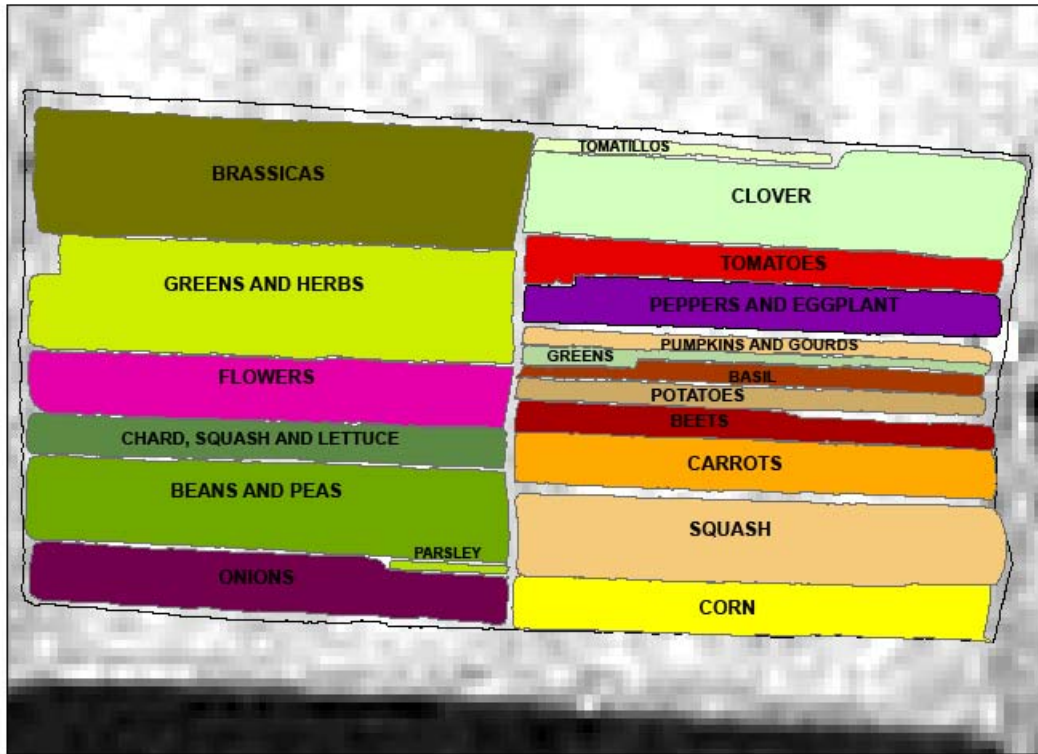 BRASSICAS
GREENS AND HERBS
FLOWERS
CHARD, SQUASH AND LETTUCE
BEANS AND PEAS
PARSLEY
ONIONS
TOMATILLOS
CLOVER
TOMATOES
PEPPERS AND EGGPLANT
PUMPKINS AND GOURDS
GREENS
BASIL
POTATOES
BEETS
CARROTS
SQUASH
CORN